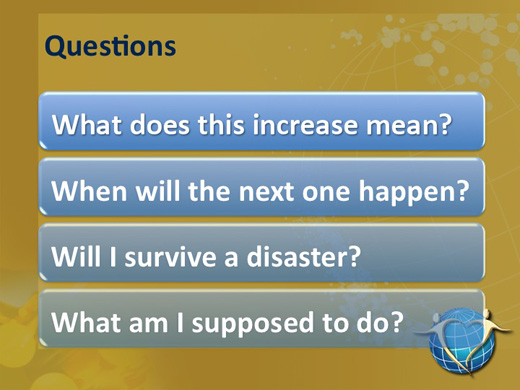 Questions
What does this increase mean?
When will the next one happen?
Will I survive a disaster?
What am I supposed to do?